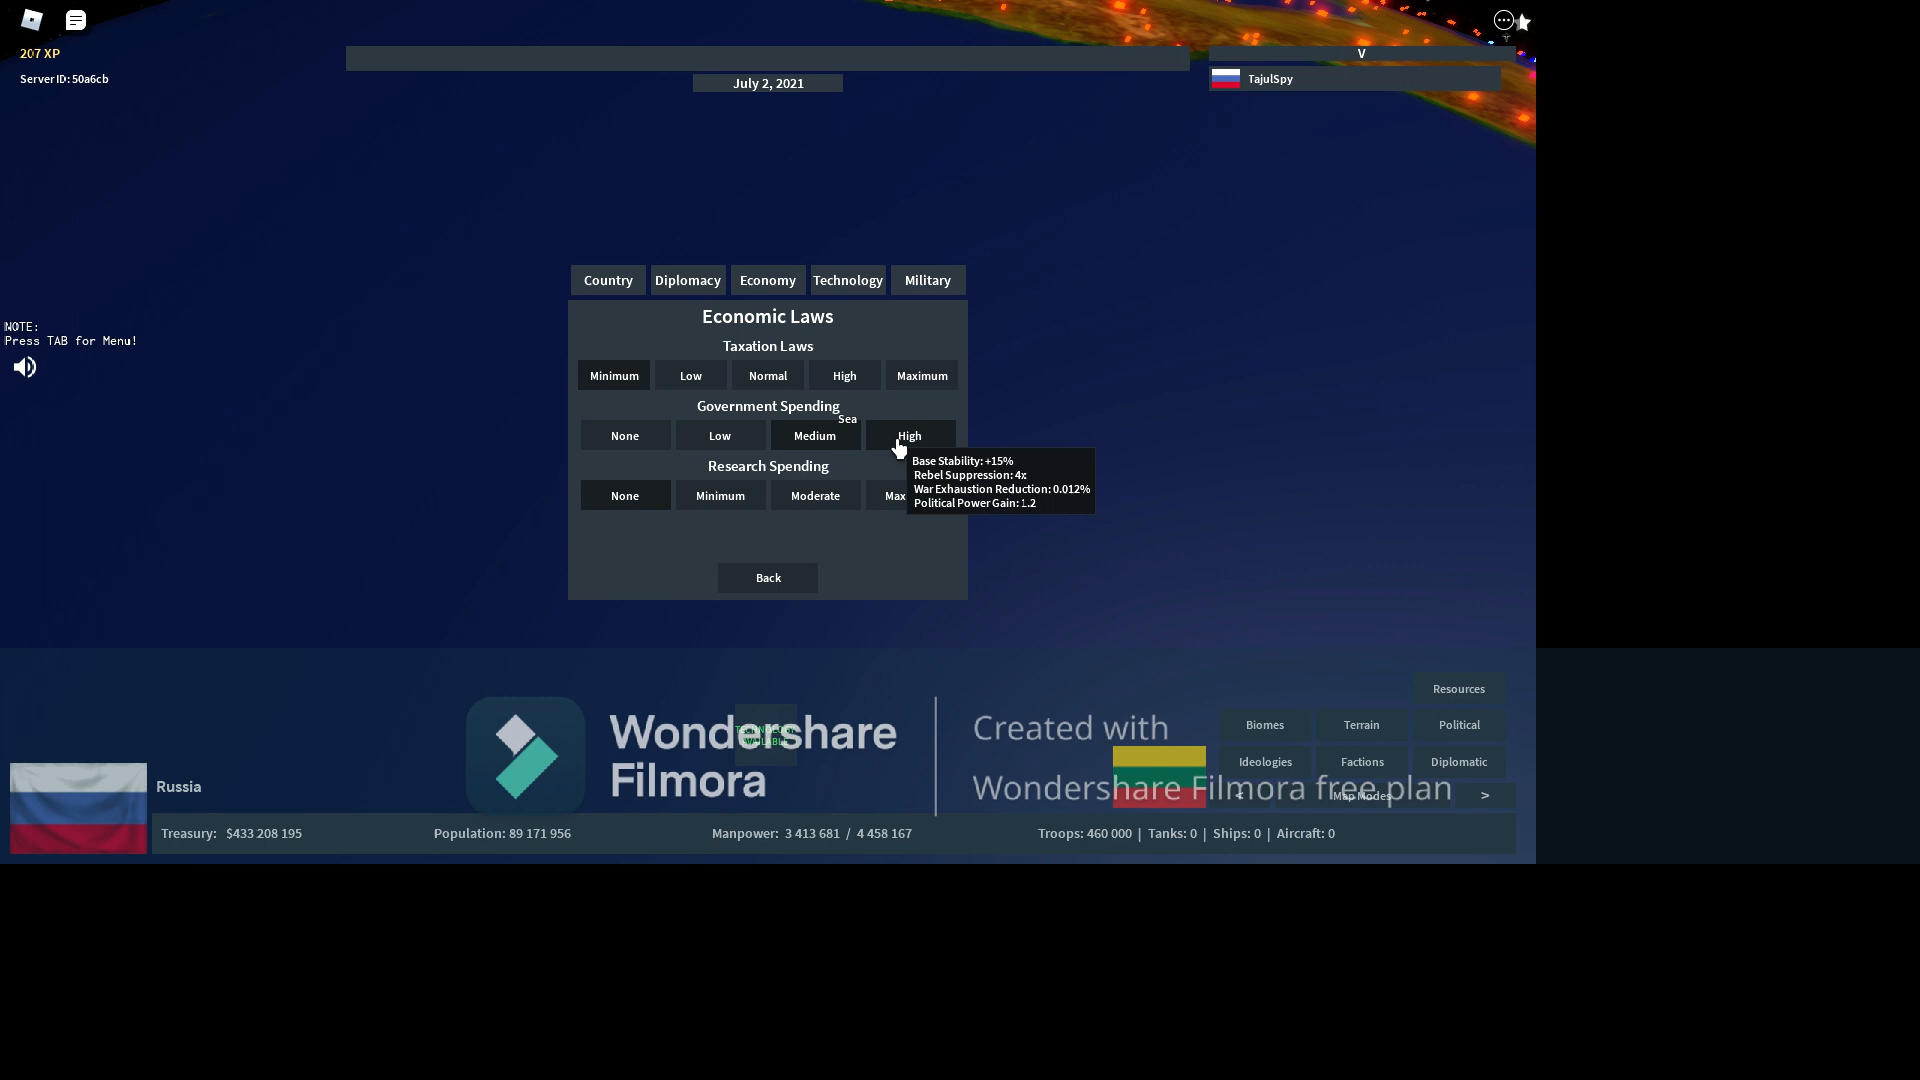 207 XP
Server ID: 50a6cb
July 2, 2021
V
TajulSpy
Country Diplomacy Economy Technology Military
Economic Laws
Taxation Laws
Minimum Low Normal High Maximum
Government Spending
Sea
None Low Medium High
Base Stability: +15%
Rebel Suppression: 4x
War Exhaustion Reduction: 0.012%
Political Power Gain: 1.2
Research Spending
None Minimum Moderate Max
Back
NOTE:
Press TAB for Menu!
Resources
Biomes Terrain Political
Ideologies Factions Diplomatic
< Map Modes >
Wondershare
Filmora
Created with
Wondershare Filmora free plan
Russia
Treasury: $433 208 195 Population: 89 171 956 Manpower: 3 413 681 / 4 458 167 Troops: 460 000 | Tanks: 0 | Ships: 0 | Aircraft: 0